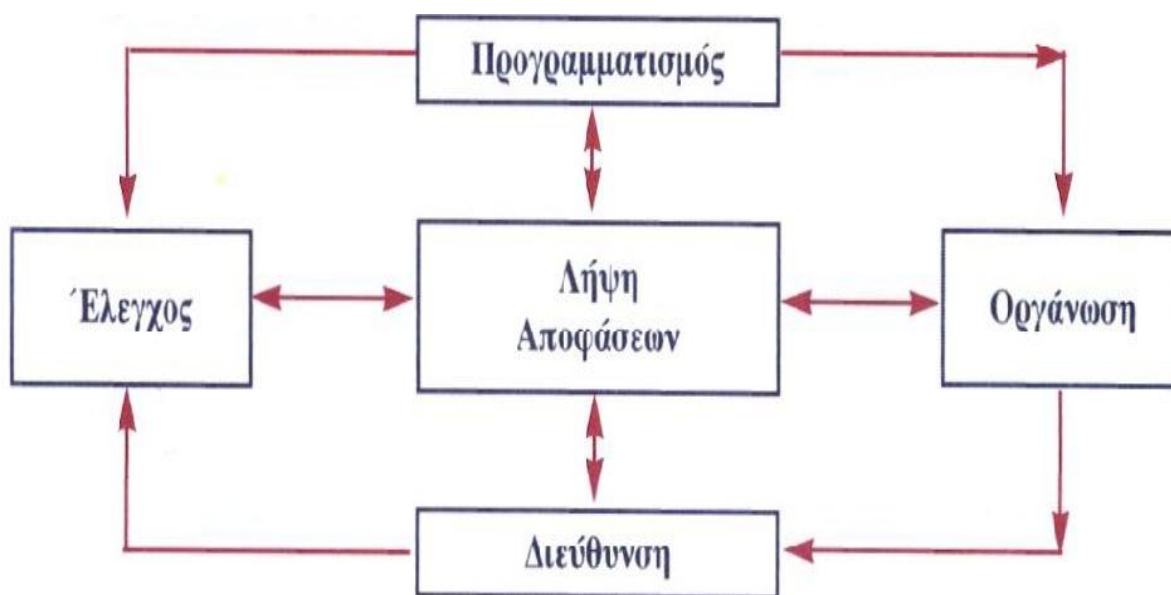 Προγραμματισμός
Έλεγχος
Λήψη
Αποφάσεων
Οργάνωση
Διεύθυνση